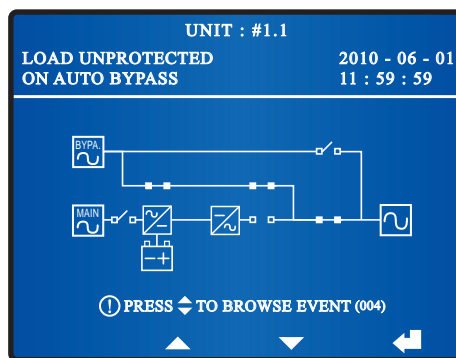 UNIT : #1.1
LOAD UNPROTECTED 2010 - 06 - 01
ON AUTO BYPASS 11 : 59 : 59
BYPA.
MAIN
PRESS TO BROWSE EVENT (004)